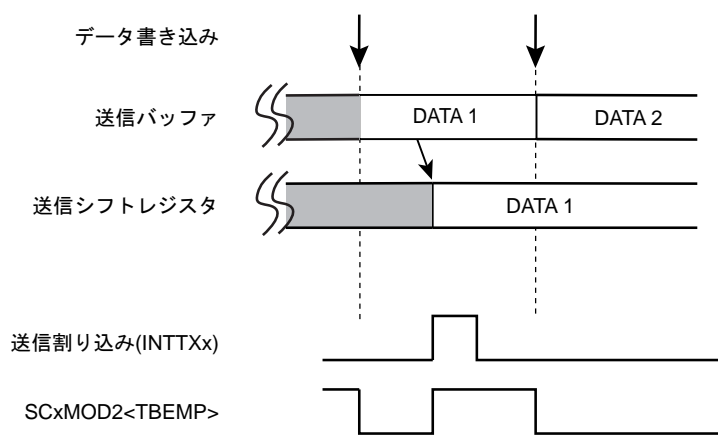 データ書き込み
送信バッファ
DATA 1
DATA 2
送信シフトレジスタ
DATA 1
送信割り込み(INTTXx)
SCxMOD2<TBEMP>